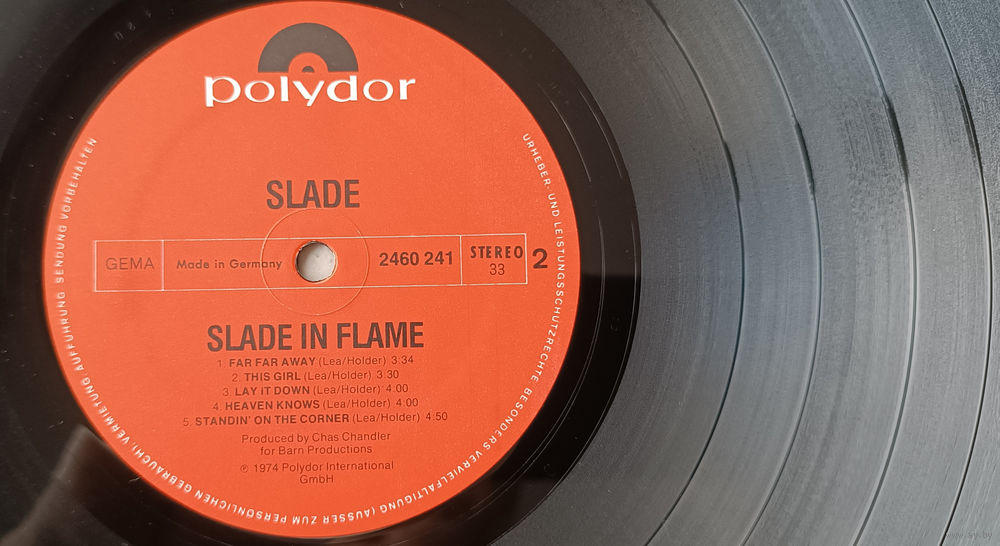 polydor
SLADE
GEMA
Made in Germany
2460 241
STEREO
33
2
SLADE IN FLAME
1. FAR FAR AWAY (Lea/Holder) 3:34
2. THIS GIRL (Lea/Holder) 3:30
3. LAY IT DOWN (Lea/Holder) 4:00
4. HEAVEN KNOWS (Lea/Holder) 4:00
5. STANDIN' ON THE CORNER (Lea/Holder) 4:50
Produced by Chas Chandler
for Barn Productions
℗ 1974 Polydor International
GmbH
URHEBER- UND LEISTUNGSSCHUTZRECHTE BESONDERS VERVIELFÄLTIGUNG (AUSSER ZUM PERSÖNLICHEN GEBRAUCH), VERMIETUNG AUFFÜHRUNG SENDUNG VORBEHALTEN